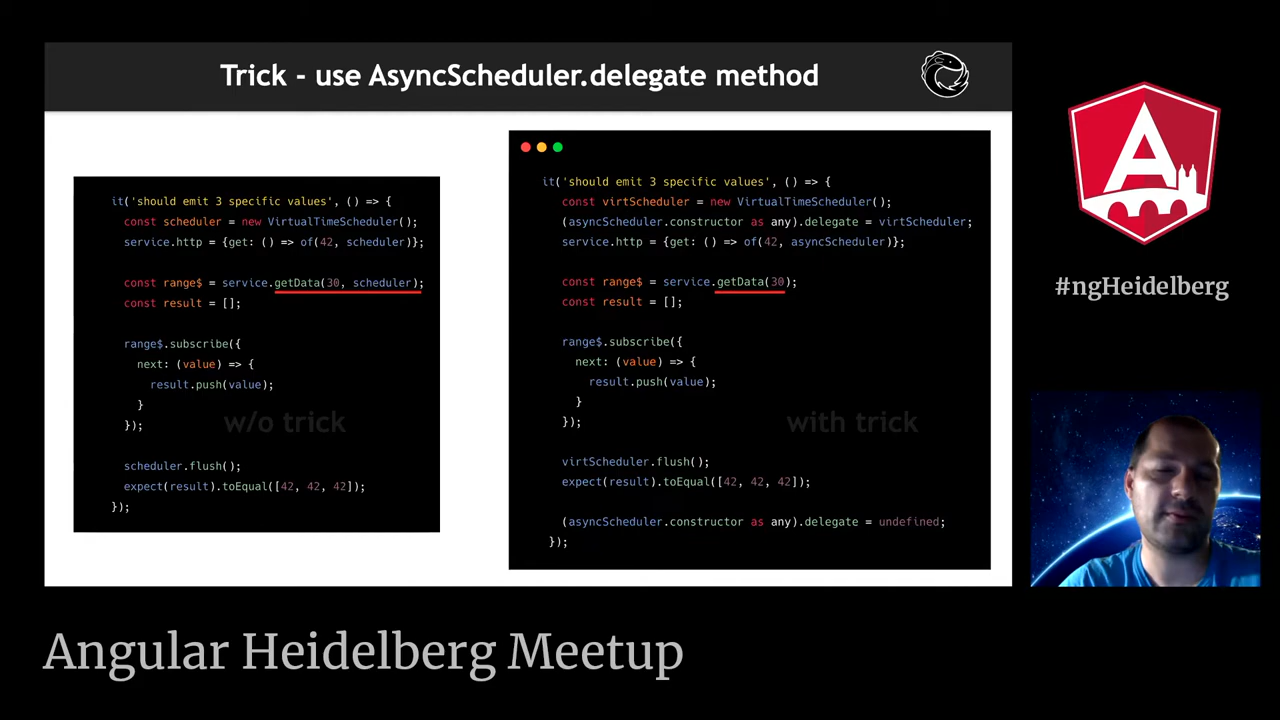 Trick - use AsyncScheduler.delegate method
it('should emit 3 specific values', () => {
const scheduler = new VirtualTimeScheduler();
service.http = {get: () => of(42, scheduler)};
const range$ = service.getData(30, scheduler);
const result = [];
range$.subscribe({
next: (value) => {
result.push(value);
}
});
w/o trick
scheduler.flush();
expect(result).toEqual([42, 42, 42]);
});
it('should emit 3 specific values', () => {
const virtScheduler = new VirtualTimeScheduler();
(asyncScheduler.constructor as any).delegate = virtScheduler;
service.http = {get: () => of(42, asyncScheduler)};
const range$ = service.getData(30);
const result = [];
range$.subscribe({
next: (value) => {
result.push(value);
}
});
with trick
virtScheduler.flush();
expect(result).toEqual([42, 42, 42]);
(asyncScheduler.constructor as any).delegate = undefined;
});
A
#ngHeidelberg
Angular Heidelberg Meetup